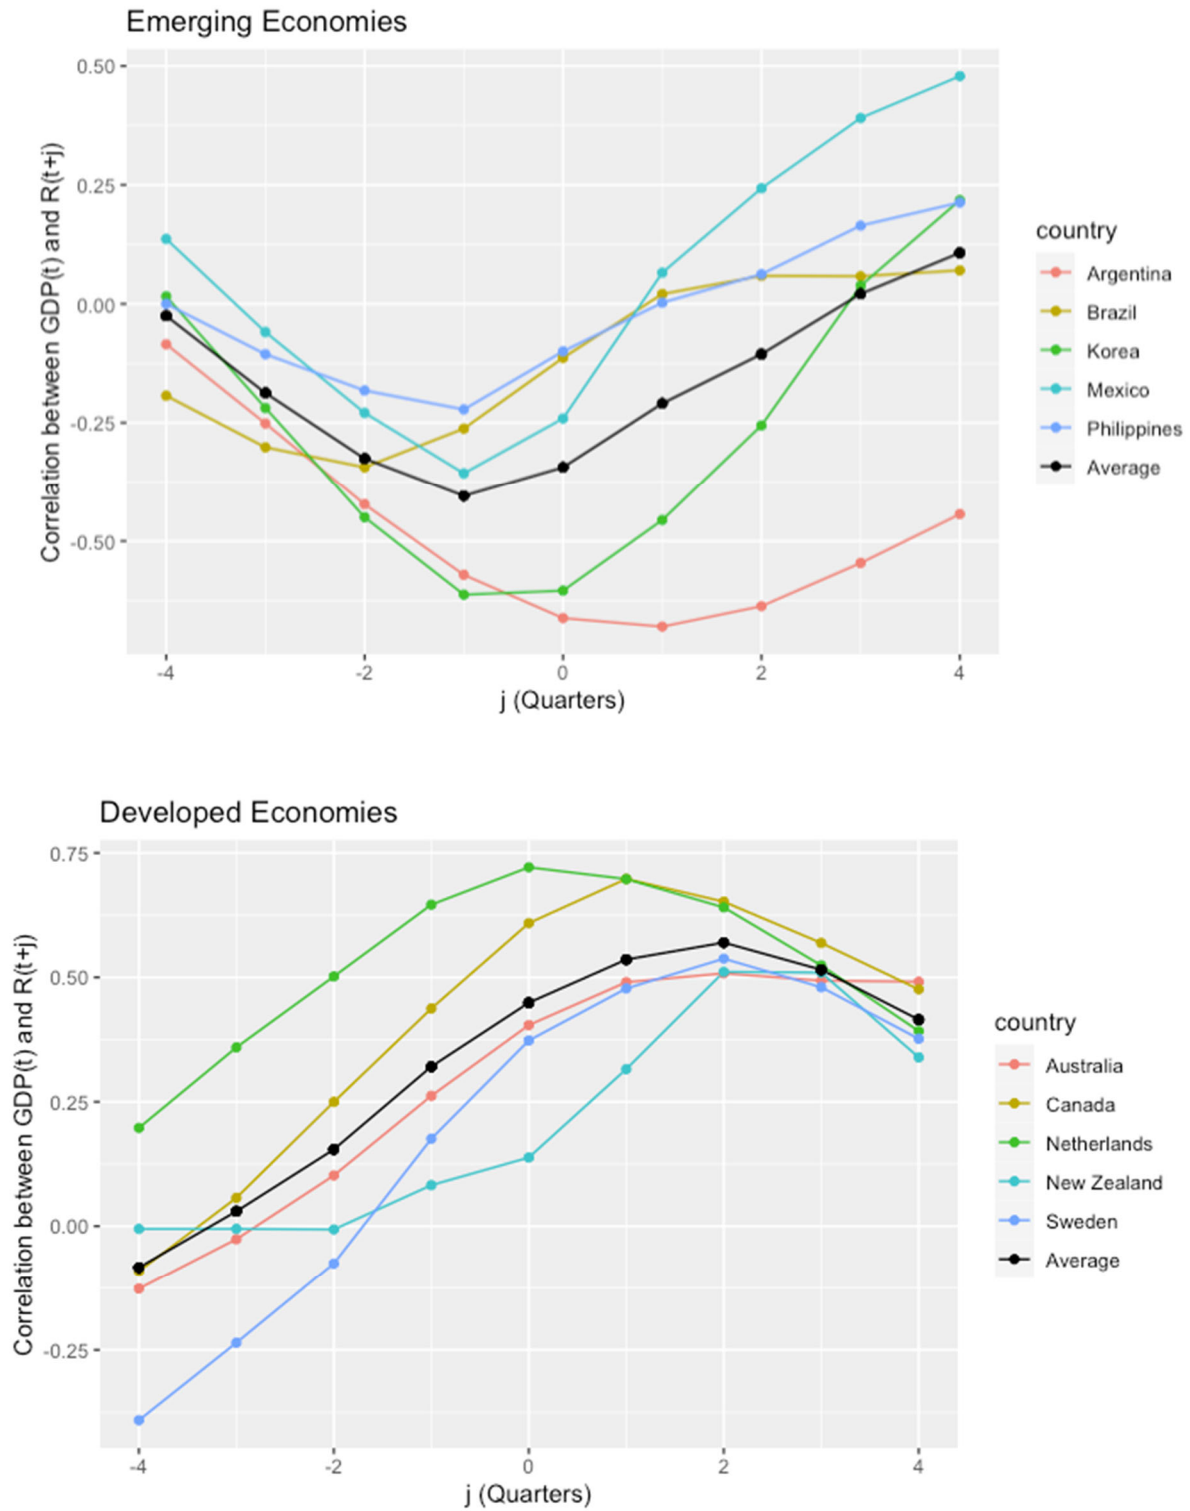 Emerging Economies
Correlation between GDP(t) and R(t+j)
0.50
0.25
0.00
-0.25
-0.50
-4
-2
0
2
4
j (Quarters)
country
Argentina
Brazil
Korea
Mexico
Philippines
Average
Developed Economies
Correlation between GDP(t) and R(t+j)
0.75
0.50
0.25
0.00
-0.25
-4
-2
0
2
4
j (Quarters)
country
Australia
Canada
Netherlands
New Zealand
Sweden
Average